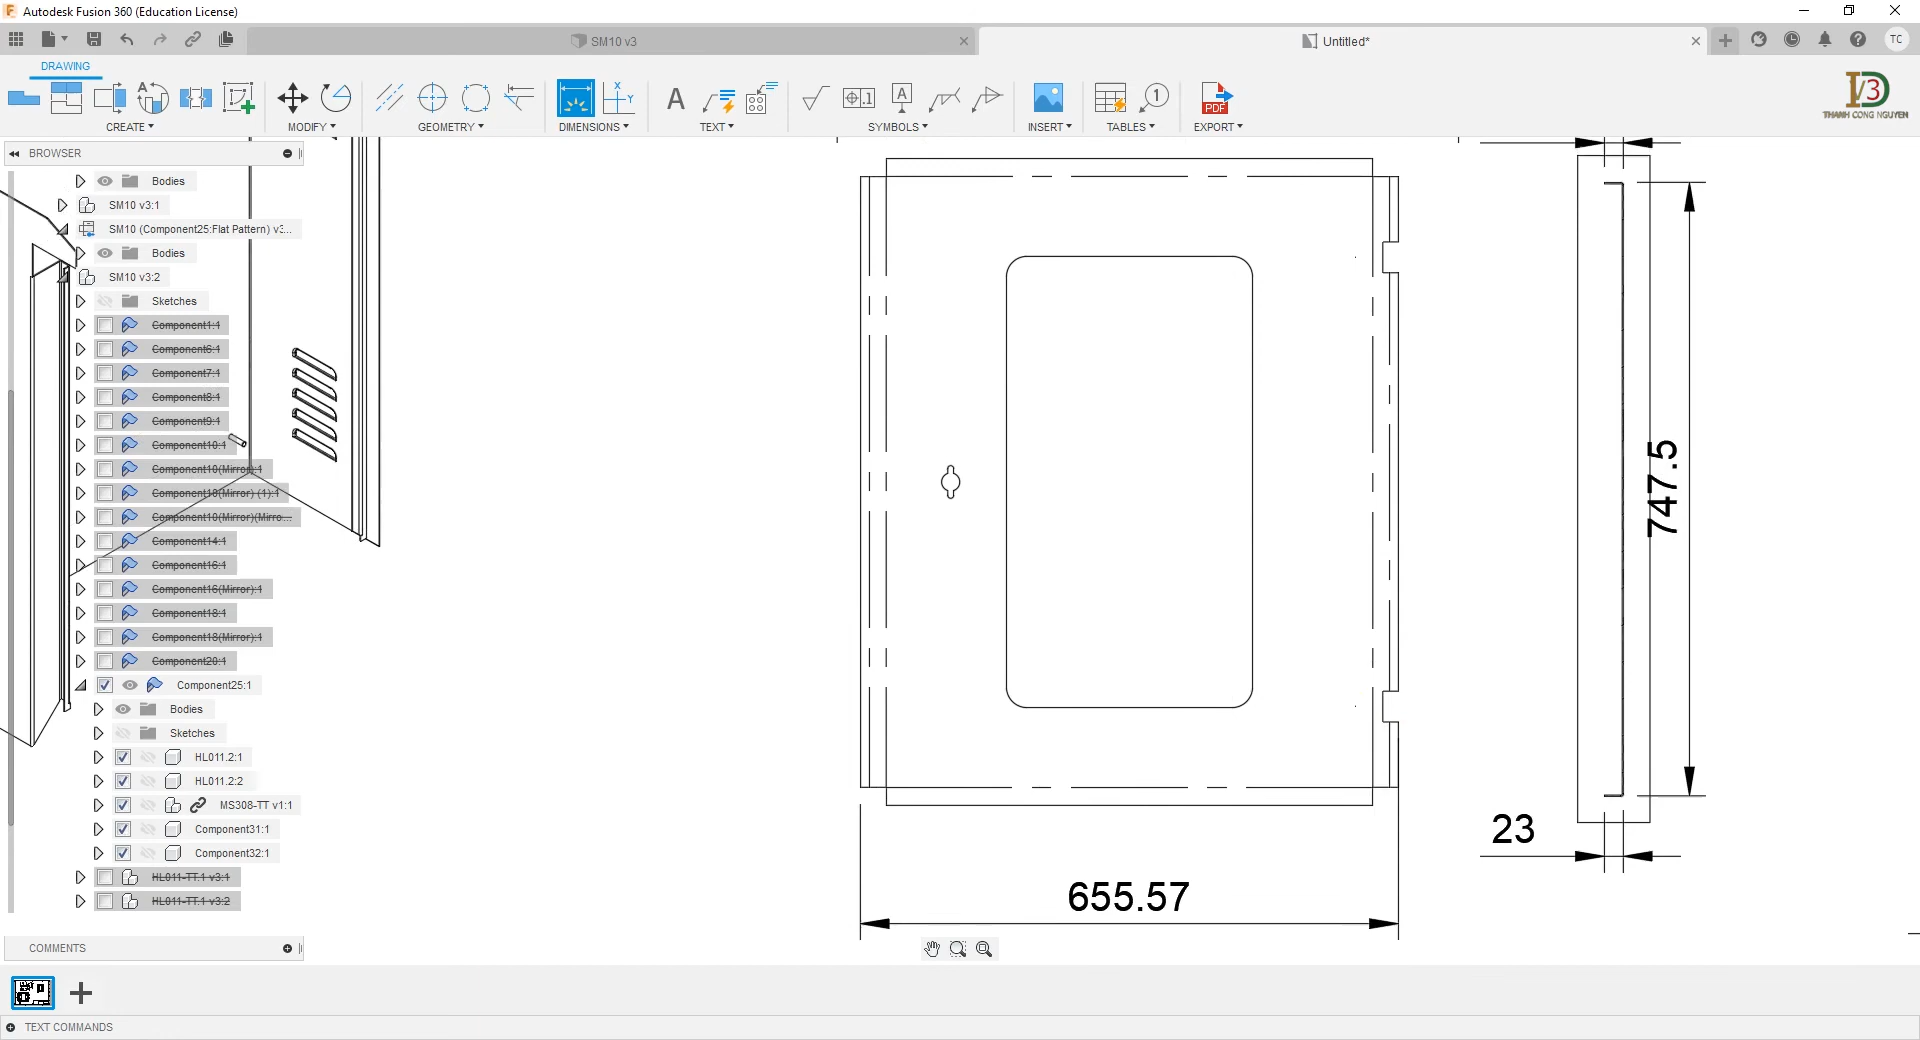 Autodesk Fusion 360 (Education License)
SM10 v3
Untitled*
TC
DRAWING
CREATE
MODIFY
GEOMETRY
DIMENSIONS
TEXT
SYMBOLS
INSERT
TABLES
EXPORT
V3
THANH CONG NGUYEN
BROWSER
Bodies
SM10 v3:1
SM10 (Component25:Flat Pattern) v3...
Bodies
SM10 v3:2
Sketches
Component1:1
Component6:1
Component7:1
Component8:1
Component9:1
Component10:1
Component10(Mirror):1
Component10(Mirror) (1):1
Component10(Mirror)(Mirro...
Component14:1
Component16:1
Component16(Mirror):1
Component18:1
Component18(Mirror):1
Component20:1
Component25:1
Bodies
Sketches
HL011.2:1
HL011.2:2
MS308-TT v1:1
Component31:1
Component32:1
HL011-TT.1 v3:1
HL011-TT.1 v3:2
747.5
23
655.57
COMMENTS
TEXT COMMANDS